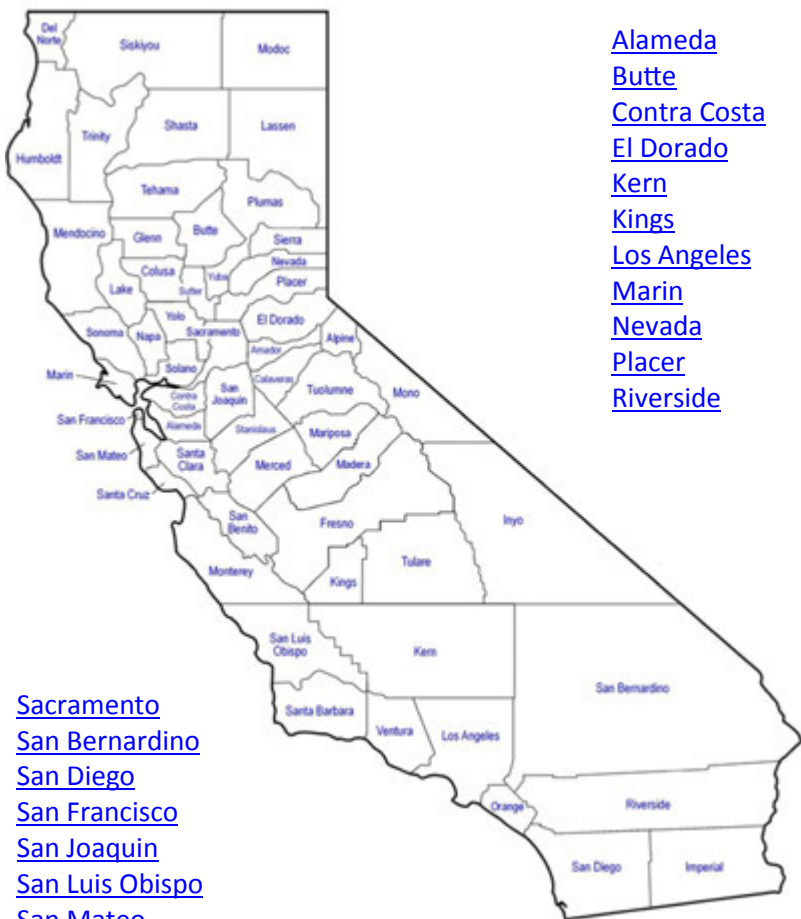 Del
Norte
Siskiyou
Modoc
Humboldt
Trinity
Shasta
Lassen
Tehama
Plumas
Mendocino
Glenn
Butte
Sierra
Nevada
Placer
Lake
Colusa
Sutter
Yuba
Sonoma
Napa
Yolo
Sacramento
El Dorado
Alpine
Amador
Solano
Marin
Calaveras
Contra
Costa
San
Joaquin
Tuolumne
Mono
San Francisco
Alameda
Stanislaus
Mariposa
San Mateo
Santa
Clara
Merced
Madera
Santa Cruz
San
Benito
Fresno
Inyo
Monterey
Kings
Tulare
San Luis
Obispo
Kern
San Bernardino
Santa Barbara
Ventura
Los Angeles
Orange
Riverside
San Diego
Imperial
Alameda
Butte
Contra Costa
El Dorado
Kern
Kings
Los Angeles
Marin
Nevada
Placer
Riverside
Sacramento
San Bernardino
San Diego
San Francisco
San Joaquin
San Luis Obispo
San Mateo